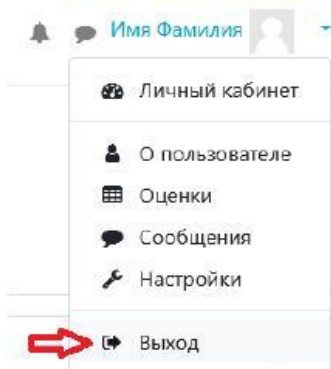 Имя Фамилия
Личный кабинет
О пользователе
Оценки
Сообщения
Настройки
Выход